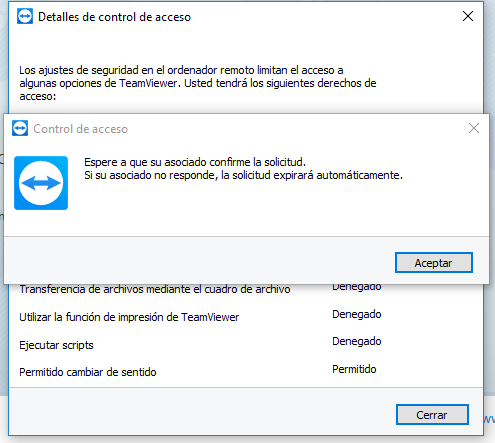 Detalles de control de acceso
Los ajustes de seguridad en el ordenador remoto limitan el acceso a
algunas opciones de TeamViewer. Usted tendrá los siguientes derechos de
acceso:
Control de acceso
Espere a que su asociado confirme la solicitud.
Si su asociado no responde, la solicitud expirará automáticamente.
Aceptar
Transferencia de archivos mediante el cuadro de archivo Denegado
Utilizar la función de impresión de TeamViewer Denegado
Ejecutar scripts Denegado
Permitido cambiar de sentido Permitido
Cerrar